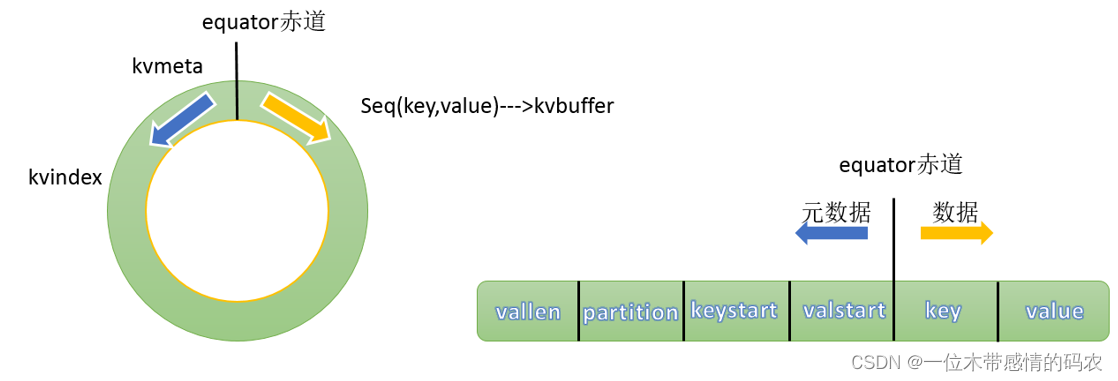 equator赤道
kvmeta
Seq(key,value)--->kvbuffer
kvindex
equator赤道
元数据 数据
vallen partition keystart valstart key value
CSDN @一位木带感情的码农